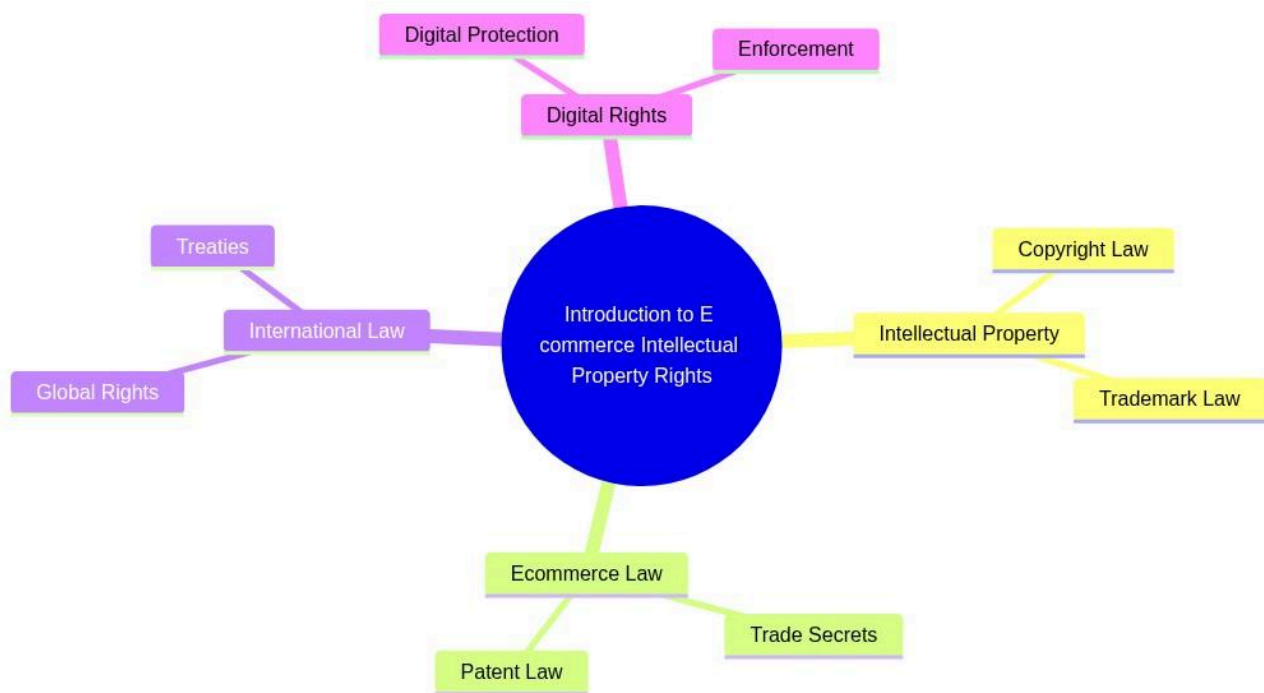 Digital Protection
Enforcement
Digital Rights
Treaties
International Law
Global Rights
Introduction to E
commerce Intellectual
Property Rights
Copyright Law
Intellectual Property
Trademark Law
Ecommerce Law
Trade Secrets
Patent Law